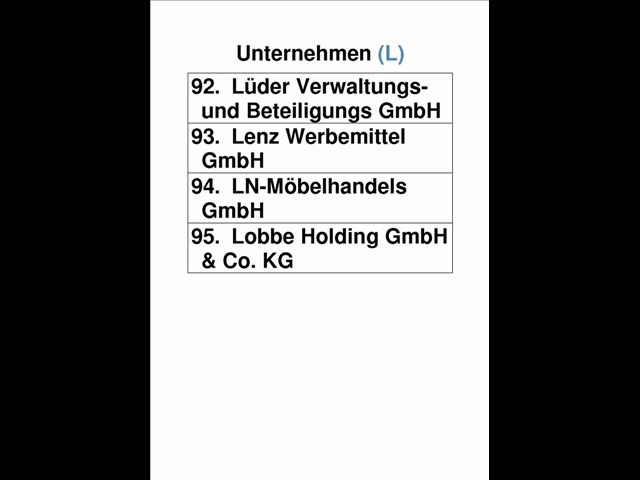 Unternehmen (L)
92. Lüder Verwaltungs-
und Beteiligungs GmbH
93. Lenz Werbemittel
GmbH
94. LN-Möbelhandels
GmbH
95. Lobbe Holding GmbH
& Co. KG